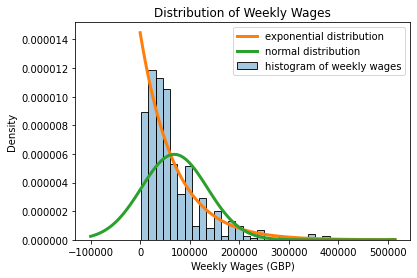 Distribution of Weekly Wages
exponential distribution
normal distribution
histogram of weekly wages
0.000014
0.000012
0.000010
0.000008
0.000006
0.000004
0.000002
0.000000
Density
−100000 0 100000 200000 300000 400000 500000
Weekly Wages (GBP)